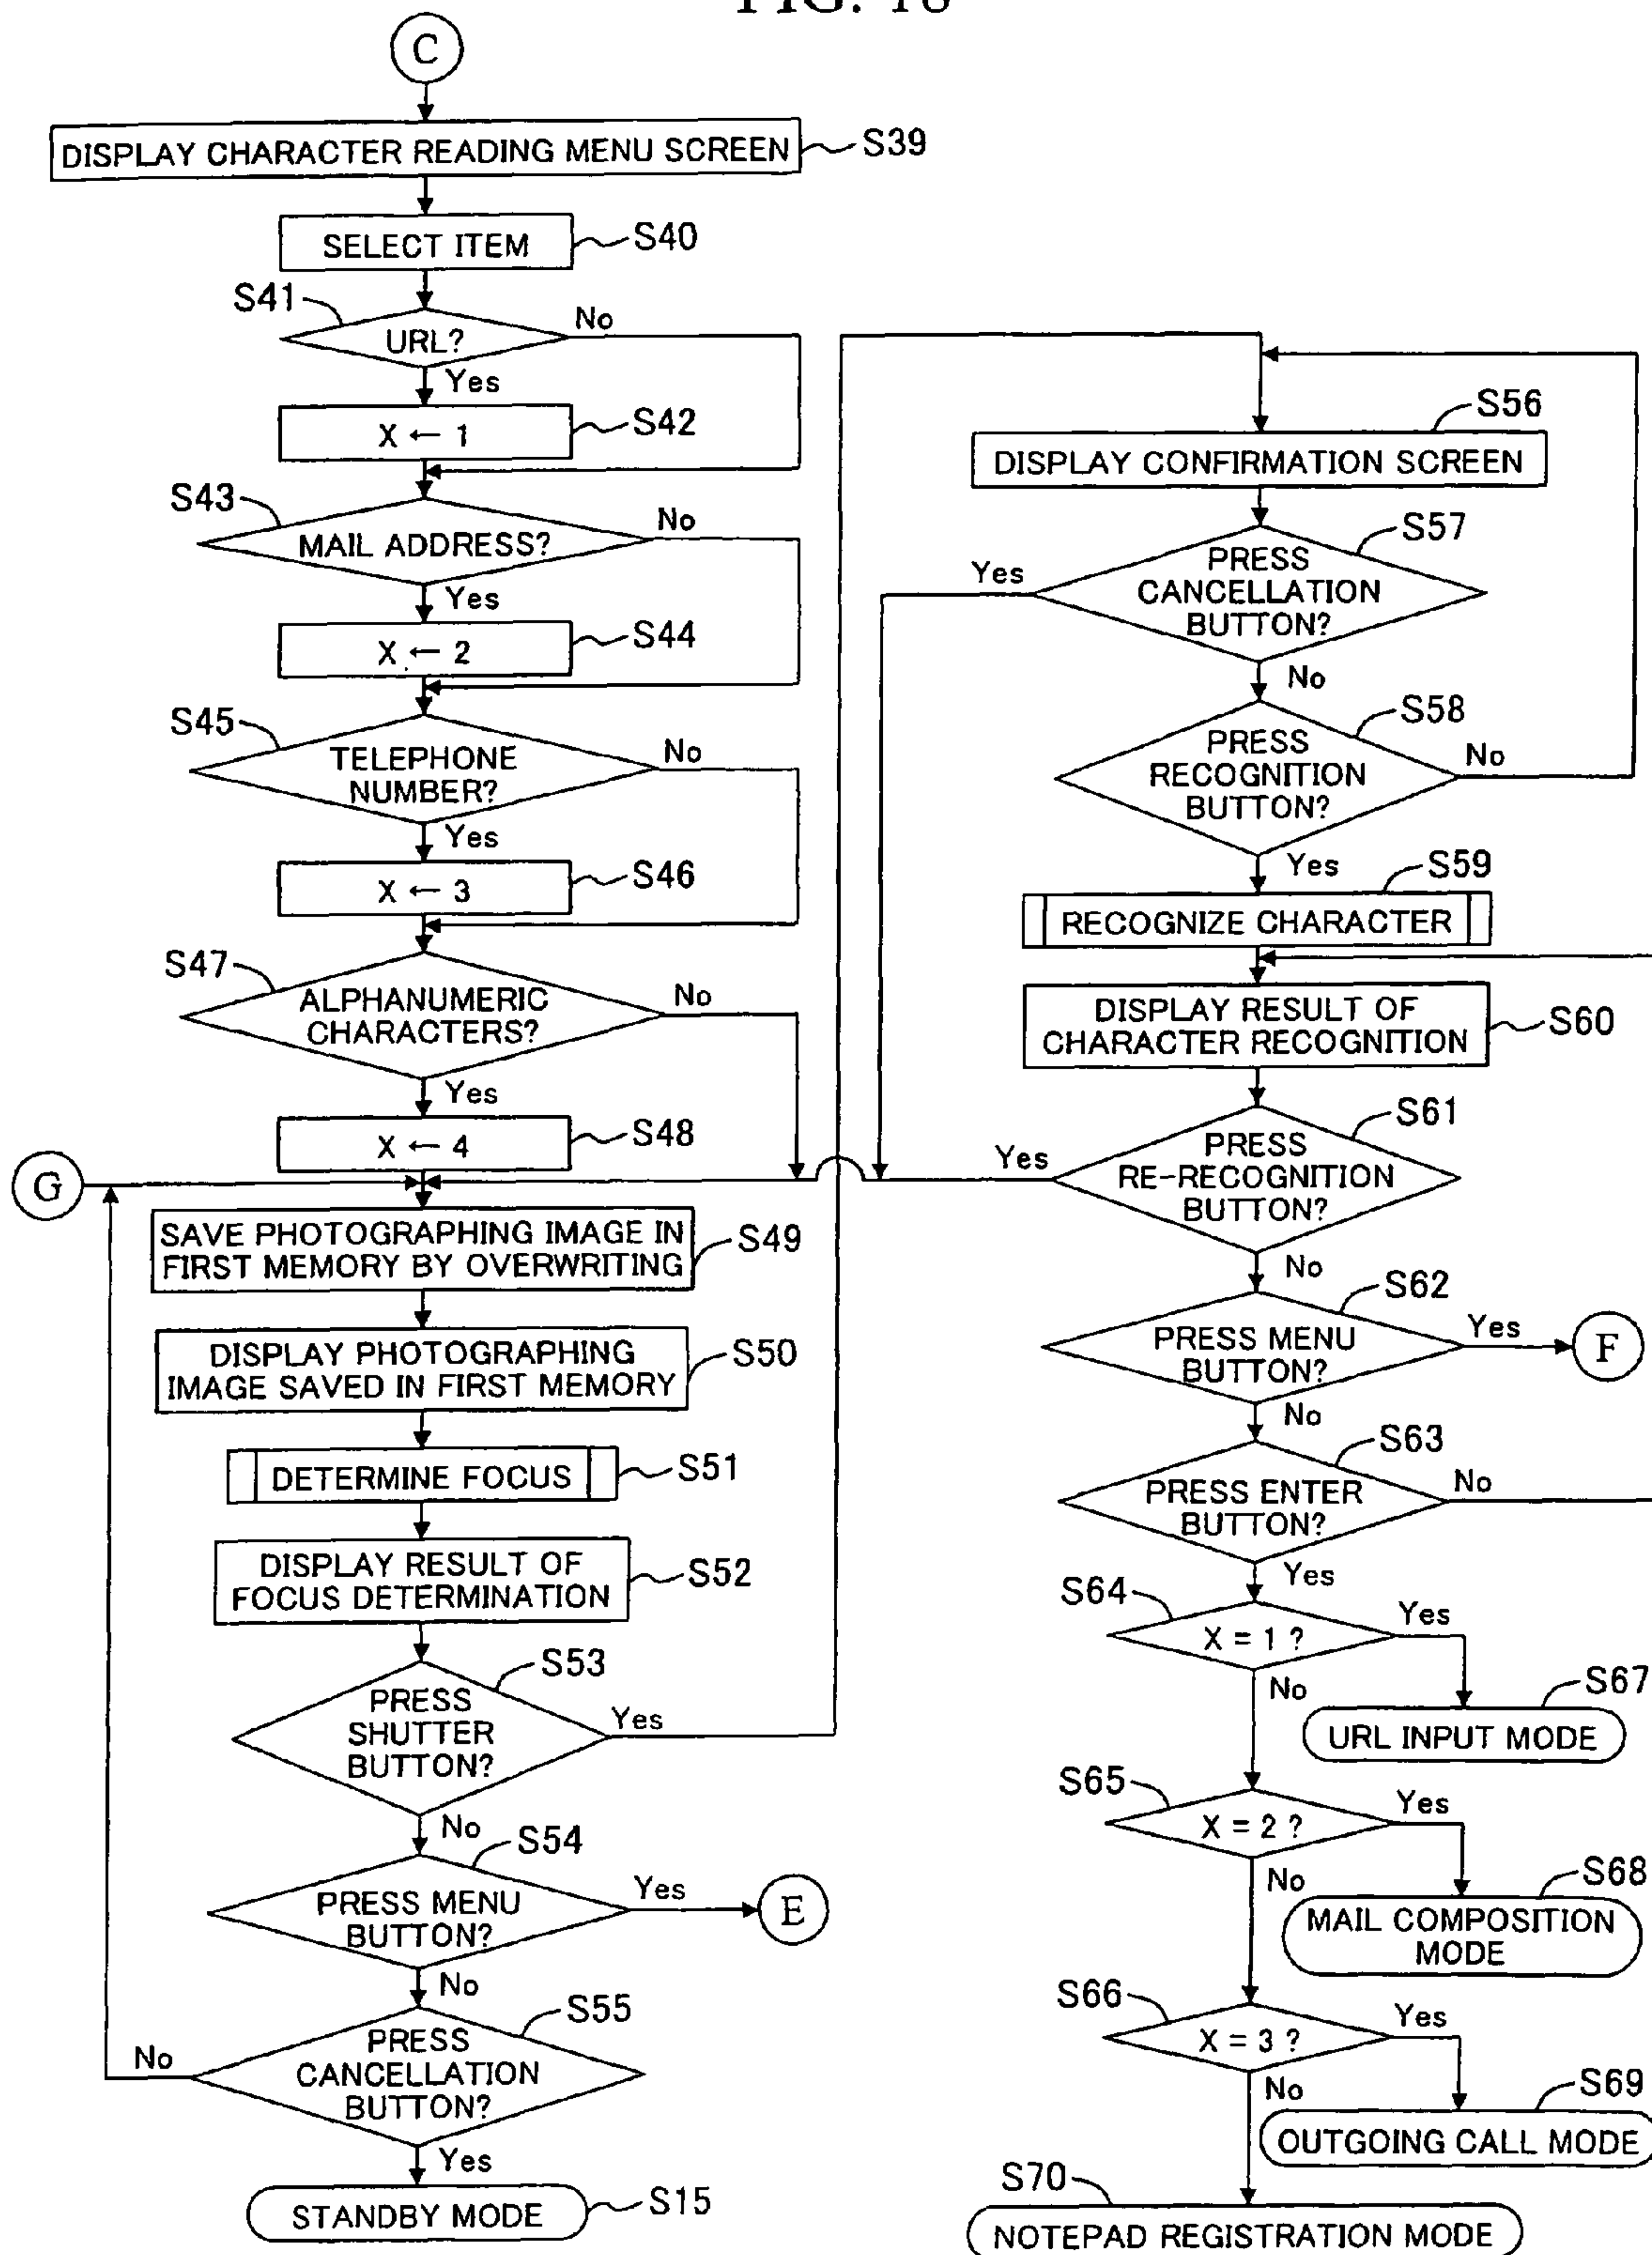 FIG. 18
C
DISPLAY CHARACTER READING MENU SCREEN
S39
SELECT ITEM
S40
S41
URL?
No
Yes
X ← 1
S42
S43
MAIL ADDRESS?
No
Yes
X ← 2
S44
S45
TELEPHONE
NUMBER?
No
Yes
X ← 3
S46
S47
ALPHANUMERIC
CHARACTERS?
No
Yes
X ← 4
S48
G
SAVE PHOTOGRAPHING IMAGE IN
FIRST MEMORY BY OVERWRITING
S49
DISPLAY PHOTOGRAPHING
IMAGE SAVED IN FIRST MEMORY
S50
DETERMINE FOCUS
S51
DISPLAY RESULT OF
FOCUS DETERMINATION
S52
S53
PRESS
SHUTTER
BUTTON?
Yes
No
S54
PRESS MENU
BUTTON?
Yes
E
No
S55
PRESS
CANCELLATION
BUTTON?
No
Yes
STANDBY MODE
S15
S56
DISPLAY CONFIRMATION SCREEN
S57
PRESS
CANCELLATION
BUTTON?
Yes
No
S58
PRESS
RECOGNITION
BUTTON?
No
Yes
S59
RECOGNIZE CHARACTER
DISPLAY RESULT OF
CHARACTER RECOGNITION
S60
S61
PRESS
RE-RECOGNITION
BUTTON?
Yes
No
S62
PRESS MENU
BUTTON?
Yes
F
No
S63
PRESS ENTER
BUTTON?
No
Yes
S64
X = 1 ?
Yes
No
S67
URL INPUT MODE
S65
X = 2 ?
Yes
No
S68
MAIL COMPOSITION
MODE
S66
X = 3 ?
Yes
No
S69
OUTGOING CALL MODE
S70
NOTEPAD REGISTRATION MODE